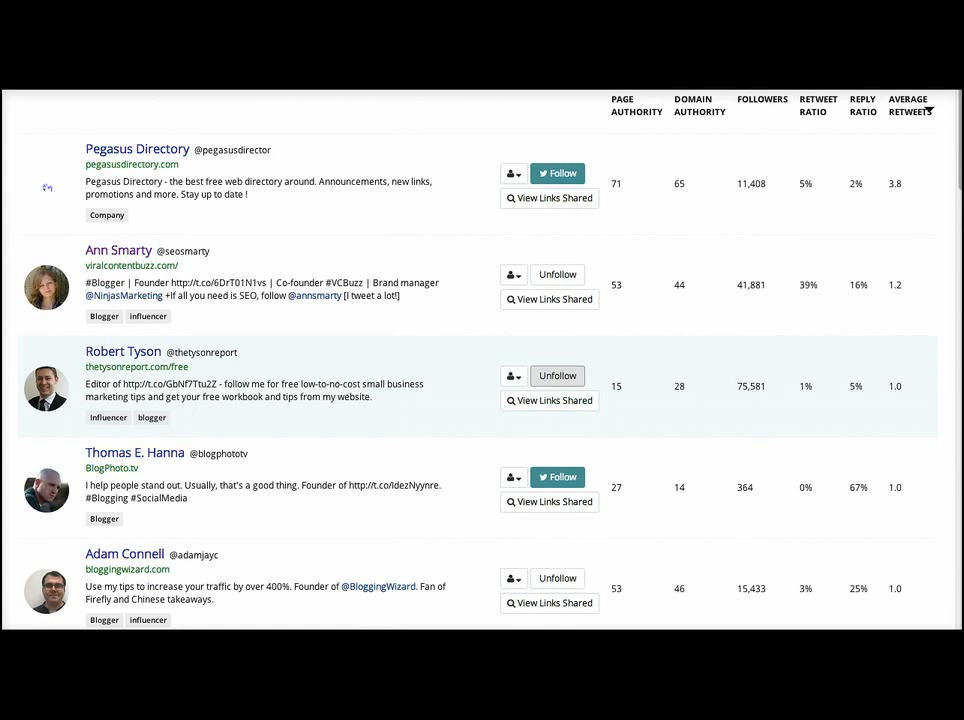 PAGE AUTHORITY DOMAIN AUTHORITY FOLLOWERS RETWEET RATIO REPLY RATIO AVERAGE RETWEETS
Pegasus Directory @pegasusdirector
pegasusdirectory.com
Pegasus Directory - the best free web directory around. Announcements, new links,
promotions and more. Stay up to date !
Company
Follow
View Links Shared
71 65 11,408 5% 2% 3.8
Ann Smarty @seosmarty
viralcontentbuzz.com/
#Blogger | Founder http://t.co/6DrT01N1vs | Co-founder #VCBuzz | Brand manager
@NinjasMarketing +If all you need is SEO, follow @annsmarty [I tweet a lot!]
Blogger influencer
Unfollow
View Links Shared
53 44 41,881 39% 16% 1.2
Robert Tyson @thetysonreport
thetysonreport.com/free
Editor of http://t.co/GbNf7Ttu2Z - follow me for free low-to-no-cost small business
marketing tips and get your free workbook and tips from my website.
Influencer blogger
Unfollow
View Links Shared
15 28 75,581 1% 5% 1.0
Thomas E. Hanna @blogphototv
BlogPhoto.tv
I help people stand out. Usually, that's a good thing. Founder of http://t.co/IdezNyynre.
#Blogging #SocialMedia
Blogger
Follow
View Links Shared
27 14 364 0% 67% 1.0
Adam Connell @adamjayc
bloggingwizard.com
Use my tips to increase your traffic by over 400%. Founder of @BloggingWizard. Fan of
Firefly and Chinese takeaways.
Blogger influencer
Unfollow
View Links Shared
53 46 15,433 3% 25% 1.0